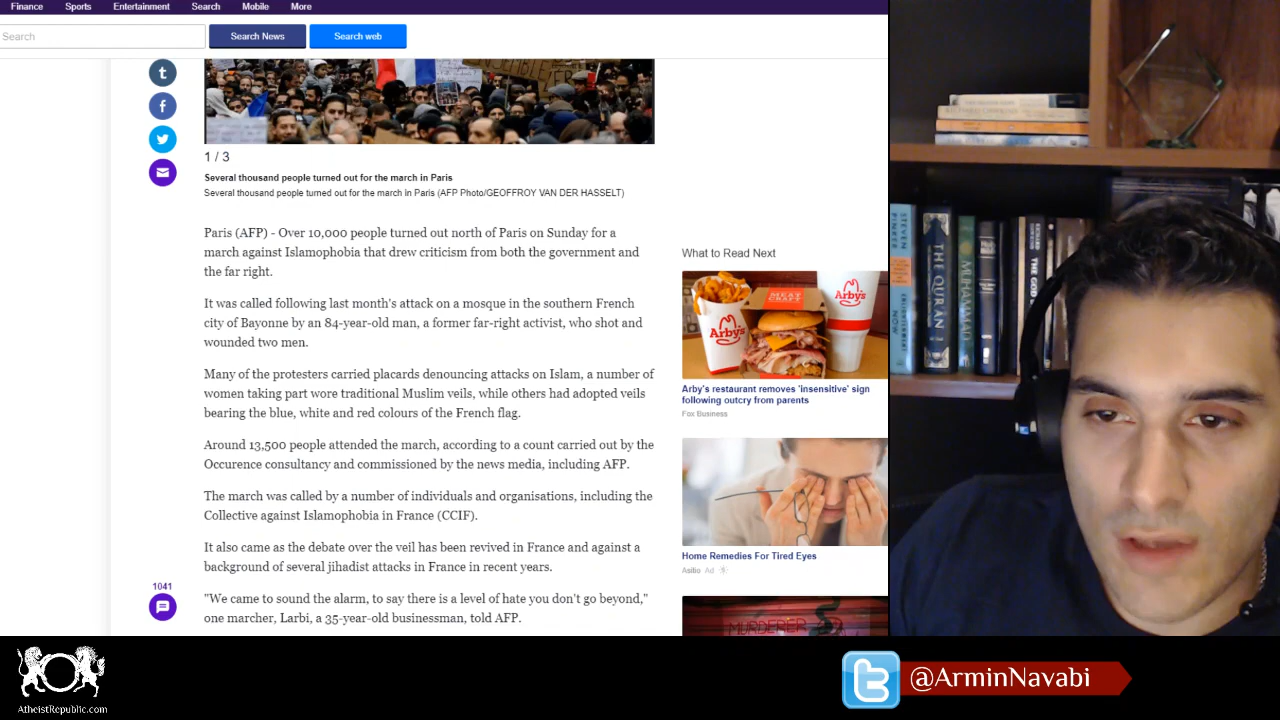 Finance Sports Entertainment Search Mobile More
Search Search News Search web
ENSEMBLE
1 / 3
Several thousand people turned out for the march in Paris
Several thousand people turned out for the march in Paris (AFP Photo/GEOFFROY VAN DER HASSELT)
Paris (AFP) - Over 10,000 people turned out north of Paris on Sunday for a
march against Islamophobia that drew criticism from both the government and
the far right.
It was called following last month's attack on a mosque in the southern French
city of Bayonne by an 84-year-old man, a former far-right activist, who shot and
wounded two men.
Many of the protesters carried placards denouncing attacks on Islam, a number of
women taking part wore traditional Muslim veils, while others had adopted veils
bearing the blue, white and red colours of the French flag.
Around 13,500 people attended the march, according to a count carried out by the
Occurence consultancy and commissioned by the news media, including AFP.
The march was called by a number of individuals and organisations, including the
Collective against Islamophobia in France (CCIF).
It also came as the debate over the veil has been revived in France and against a
background of several jihadist attacks in France in recent years.
"We came to sound the alarm, to say there is a level of hate you don't go beyond,"
one marcher, Larbi, a 35-year-old businessman, told AFP.
1041
What to Read Next
Arby's
MEAT
CRAFT
Arby's
Arby's restaurant removes 'insensitive' sign
following outcry from parents
Fox Business
Home Remedies For Tired Eyes
Asitio Ad
MURDERER
STEVEN
PINKER
ENLIGHTENMENT
NOW
THE QURAN
MUHAMMAD
THE GOD
AtheistRepublic.com
@ArminNavabi